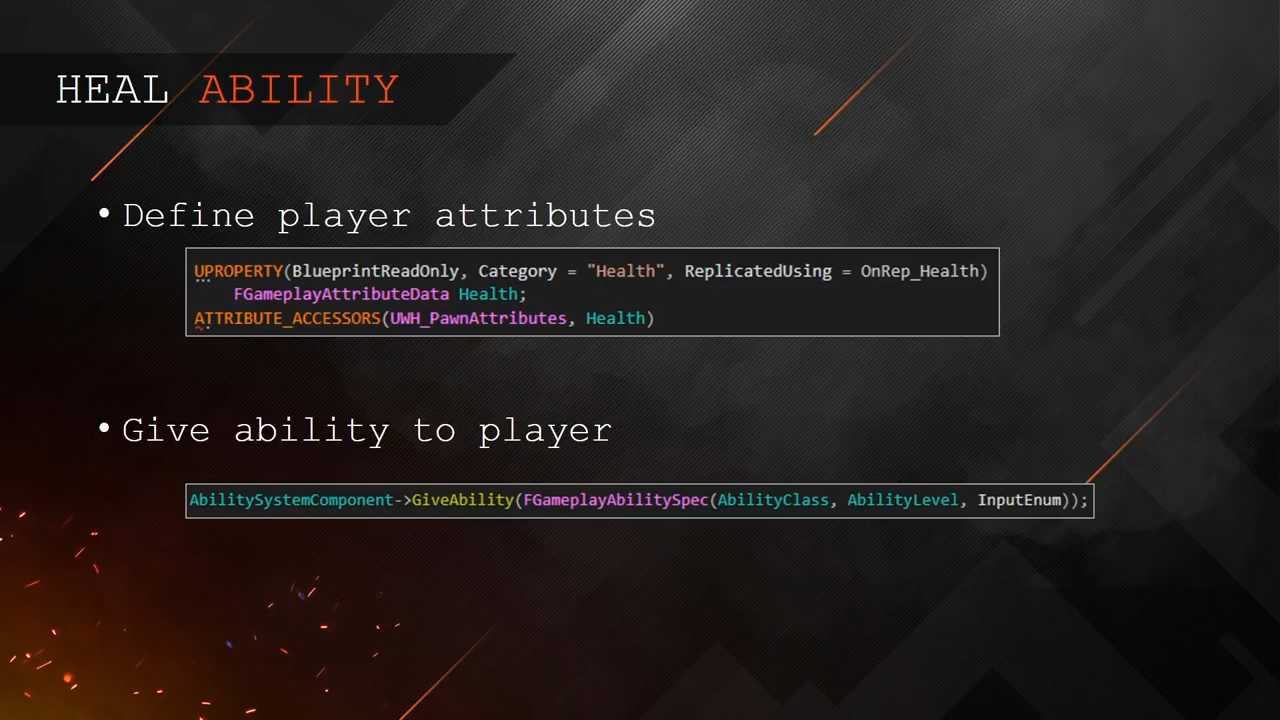 HEAL ABILITY
• Define player attributes
UPROPERTY(BlueprintReadOnly, Category = "Health", ReplicatedUsing = OnRep_Health)
FGameplayAttributeData Health;
ATTRIBUTE_ACCESSORS(UWH_PawnAttributes, Health)
• Give ability to player
AbilitySystemComponent->GiveAbility(FGameplayAbilitySpec(AbilityClass, AbilityLevel, InputEnum));